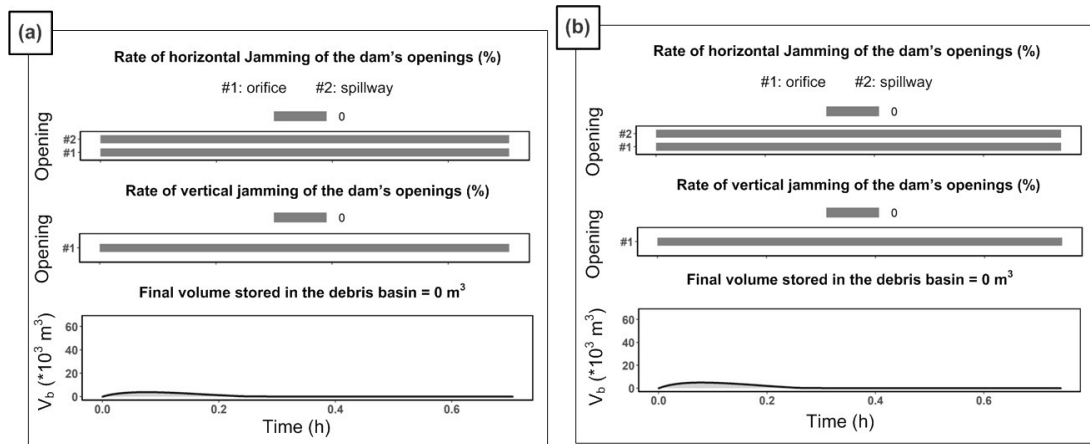 (a)
Rate of horizontal Jamming of the dam's openings (%)
#1: orifice #2: spillway
0
Opening
#2
#1
Rate of vertical jamming of the dam's openings (%)
0
Opening
#1
Final volume stored in the debris basin = 0 m³
V_b (*10³ m³)
60
40
20
0
0.0 0.2 0.4 0.6
Time (h)
(b)
Rate of horizontal Jamming of the dam's openings (%)
#1: orifice #2: spillway
0
Opening
#2
#1
Rate of vertical jamming of the dam's openings (%)
0
Opening
#1
Final volume stored in the debris basin = 0 m³
V_b (*10³ m³)
60
40
20
0
0.0 0.2 0.4 0.6
Time (h)